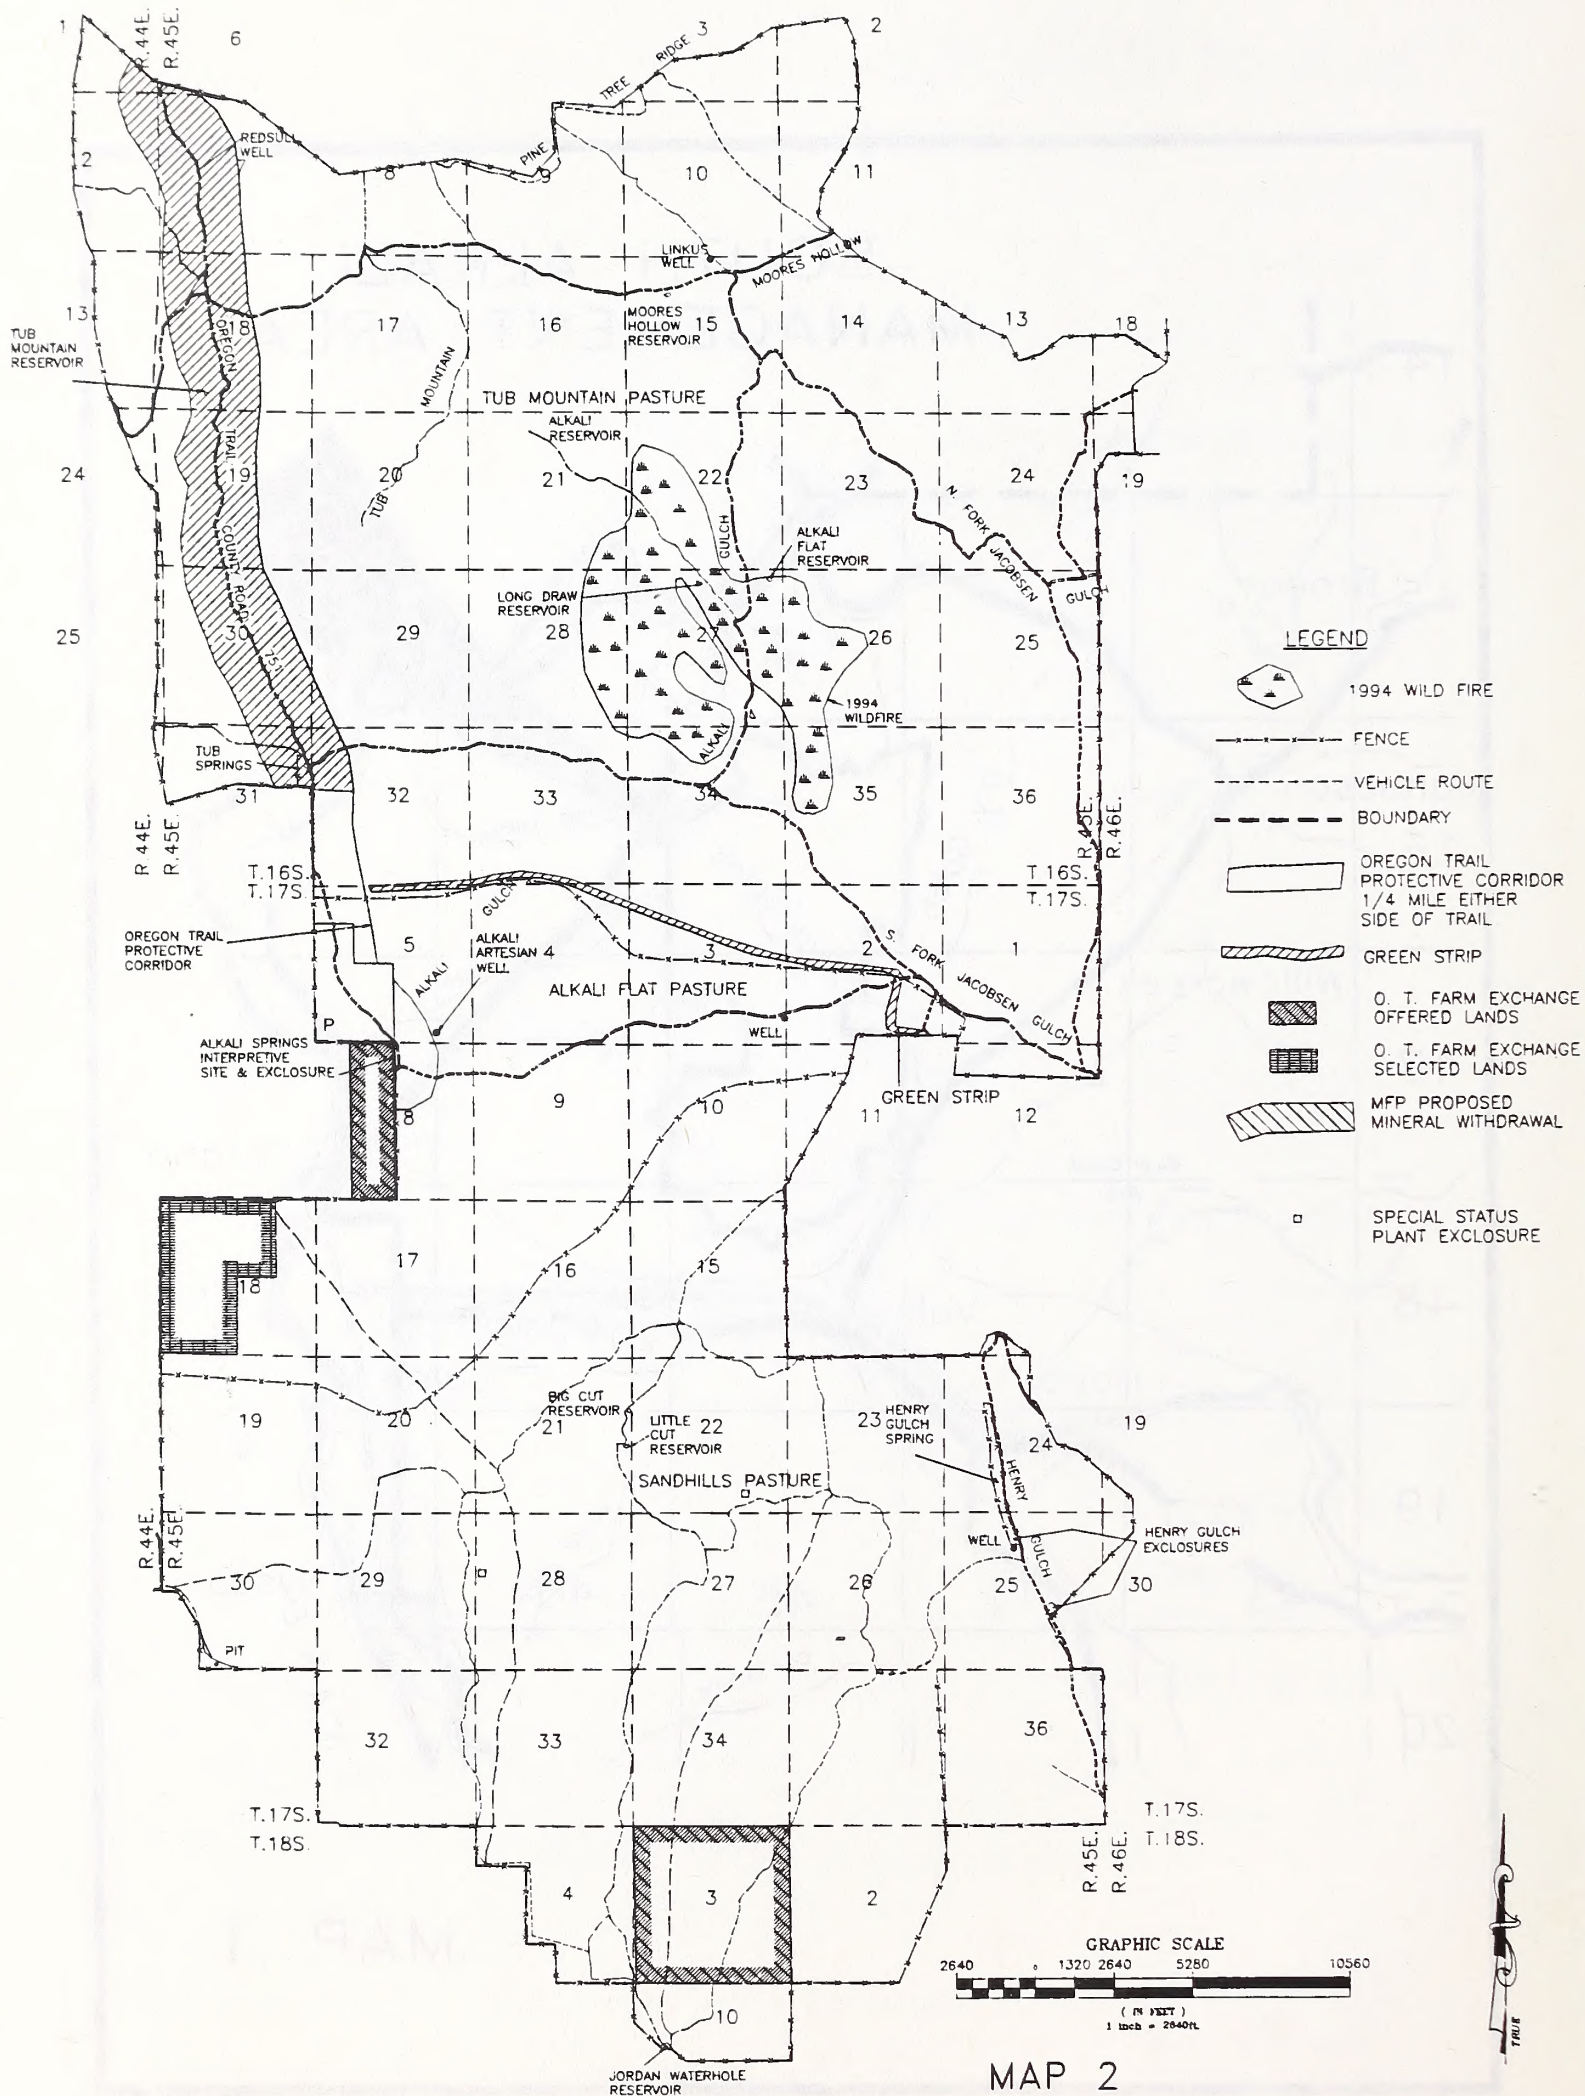 1
R.44E.
R.45E.
6
3
2
PINE
TREE
RIDGE
REDSULL
WELL
2
8
9
10
11
LINKUS
WELL
MOORES HOLLOW
13
TUB
MOUNTAIN
RESERVOIR
18
17
16
MOORES
HOLLOW
RESERVOIR
15
14
13
18
OREGON
TRAIL
COUNTY ROAD
751
TUB
MOUNTAIN
TUB MOUNTAIN PASTURE
ALKALI
RESERVOIR
24
19
20
21
22
23
24
19
N. FORK JACOBSEN
GULCH
GULCH
ALKALI
FLAT
RESERVOIR
LONG DRAW
RESERVOIR
25
30
29
28
27
26
25
1994
WILDFIRE
ALKALI
TUB
SPRINGS
31
32
33
34
35
36
R.44E.
R.45E.
R.45E.
R.46E.
T.16S.
T.17S.
T.16S.
T.17S.
GULCH
ALKALI
OREGON TRAIL
PROTECTIVE
CORRIDOR
5
ALKALI
ARTESIAN 4
WELL
3
2
1
S. FORK JACOBSEN GULCH
ALKALI FLAT PASTURE
WELL
P
ALKALI SPRINGS
INTERPRETIVE
SITE & EXCLOSURE
8
9
10
11
12
GREEN STRIP
18
17
16
15
19
20
BIG CUT
RESERVOIR
21
LITTLE
CUT
RESERVOIR
22
23
HENRY
GULCH
SPRING
24
19
SANDHILLS PASTURE
HENRY
GULCH
WELL
HENRY GULCH
EXCLOSURES
R.44E.
R.45E.
30
29
28
27
26
25
30
PIT
32
33
34
36
T.17S.
T.18S.
T.17S.
T.18S.
R.45E.
R.46E.
4
3
2
10
JORDAN WATERHOLE
RESERVOIR
LEGEND
1994 WILD FIRE
FENCE
VEHICLE ROUTE
BOUNDARY
OREGON TRAIL
PROTECTIVE CORRIDOR
1/4 MILE EITHER
SIDE OF TRAIL
GREEN STRIP
O. T. FARM EXCHANGE
OFFERED LANDS
O. T. FARM EXCHANGE
SELECTED LANDS
MFP PROPOSED
MINERAL WITHDRAWAL
SPECIAL STATUS
PLANT EXCLOSURE
GRAPHIC SCALE
2640 0 1320 2640 5280 10560
( IN FEET )
1 inch = 2640ft.
TRUE
MAP 2